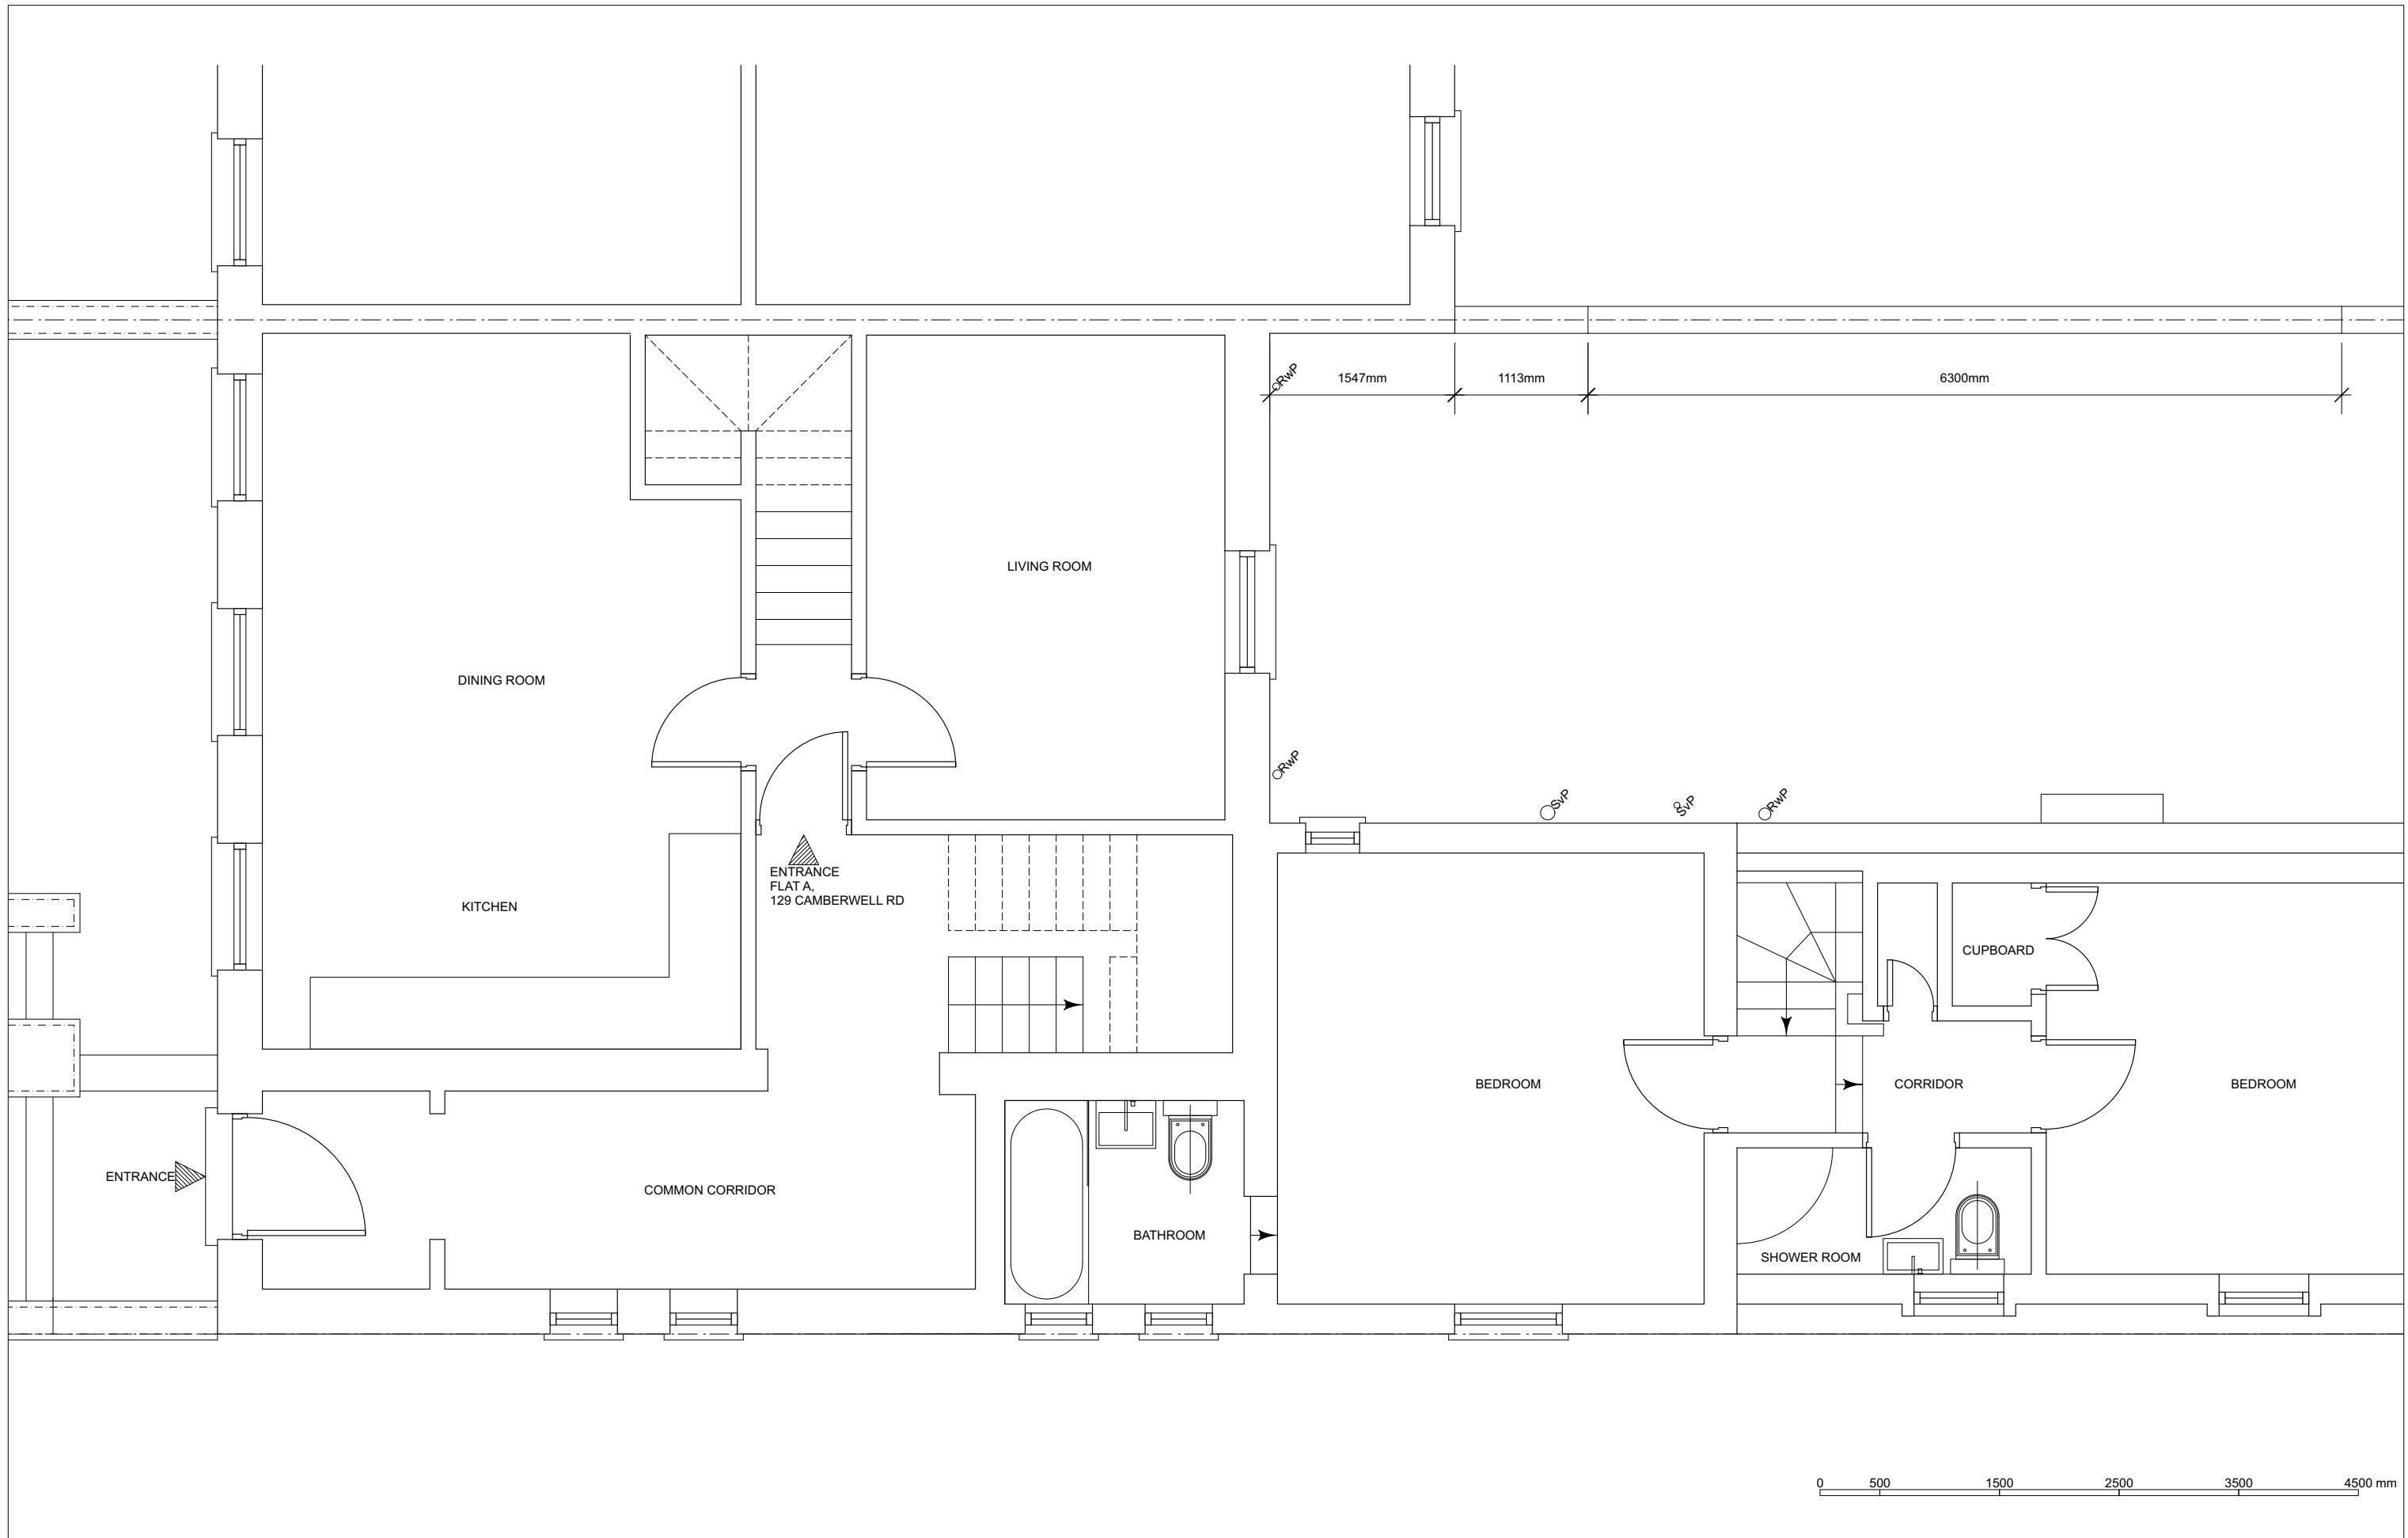 RwP
1547mm
1113mm
6300mm
LIVING ROOM
DINING ROOM
RwP
SvP
SvP
RwP
ENTRANCE
FLAT A,
129 CAMBERWELL RD
KITCHEN
CUPBOARD
BEDROOM
CORRIDOR
BEDROOM
ENTRANCE
COMMON CORRIDOR
BATHROOM
SHOWER ROOM
0 500 1500 2500 3500 4500 mm